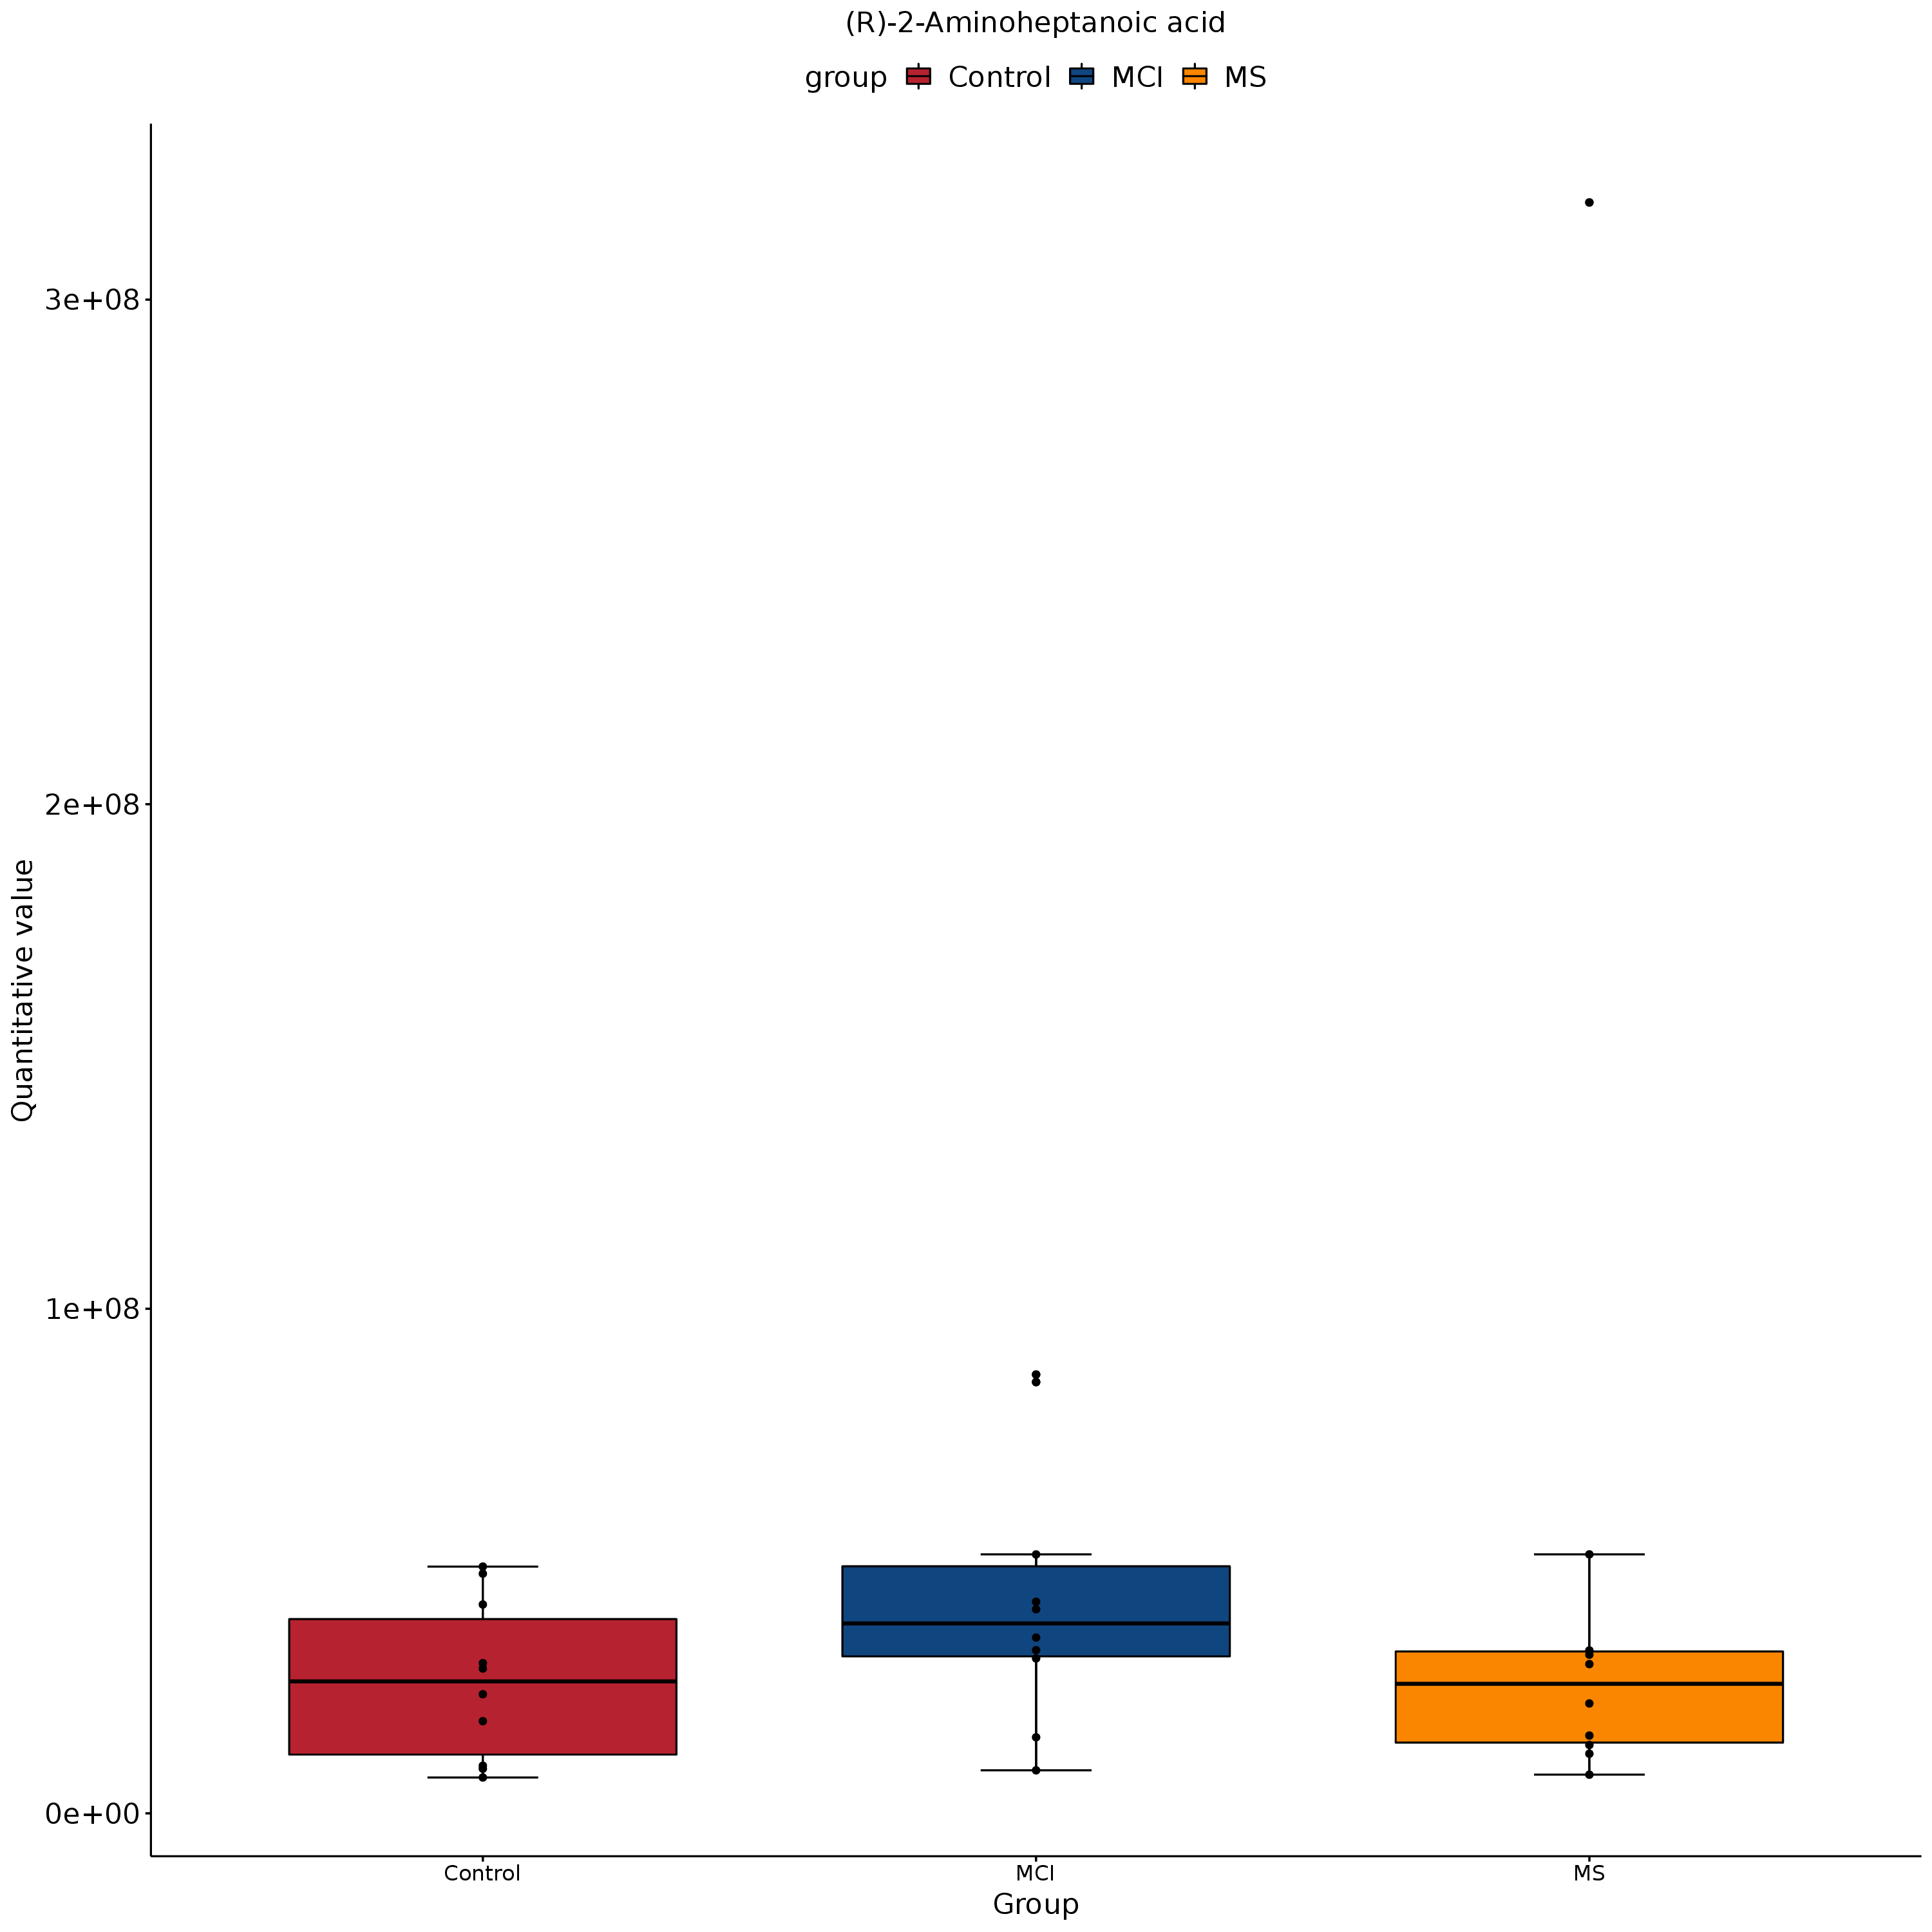 (R)-2-Aminoheptanoic acid
group Control MCI MS
Quantitative value
3e+08
2e+08
1e+08
0e+00
Control MCI MS
Group